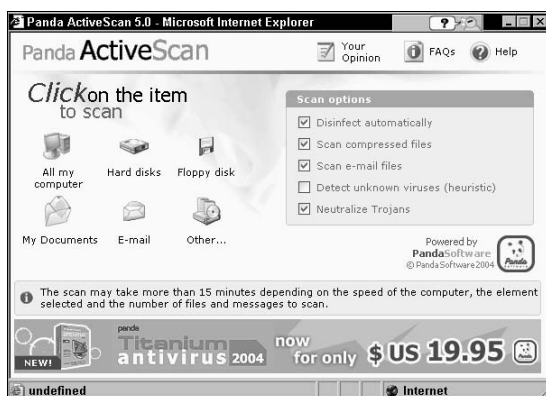 Panda ActiveScan 5.0 - Microsoft Internet Explorer
Panda ActiveScan
Your Opinion
FAQs
Help
Click on the item
to scan
All my computer
Hard disks
Floppy disk
My Documents
E-mail
Other...
Scan options
Disinfect automatically
Scan compressed files
Scan e-mail files
Detect unknown viruses (heuristic)
Neutralize Trojans
Powered by
PandaSoftware
© PandaSoftware 2004
Panda
The scan may take more than 15 minutes depending on the speed of the computer, the element
selected and the number of files and messages to scan.
NEW!
panda
Titanium
antivirus 2004
now
for only
$ US 19.95
undefined
Internet